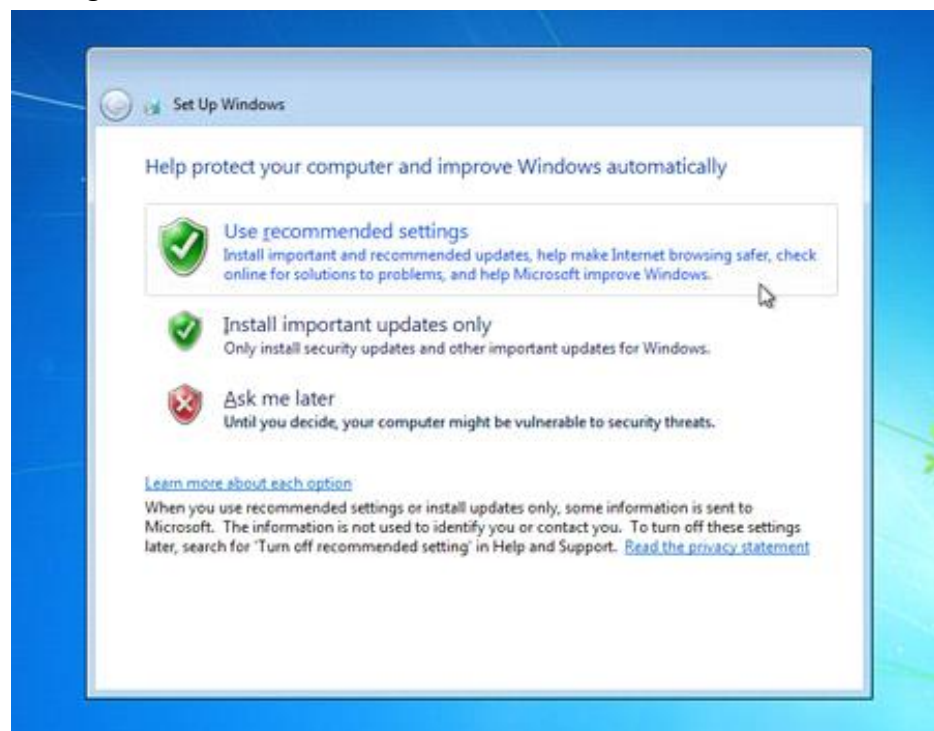 Set Up Windows
Help protect your computer and improve Windows automatically
Use recommended settings
Install important and recommended updates, help make Internet browsing safer, check
online for solutions to problems, and help Microsoft improve Windows.
Install important updates only
Only install security updates and other important updates for Windows.
Ask me later
Until you decide, your computer might be vulnerable to security threats.
Learn more about each option
When you use recommended settings or install updates only, some information is sent to
Microsoft. The information is not used to identify you or contact you. To turn off these settings
later, search for 'Turn off recommended setting' in Help and Support. Read the privacy statement